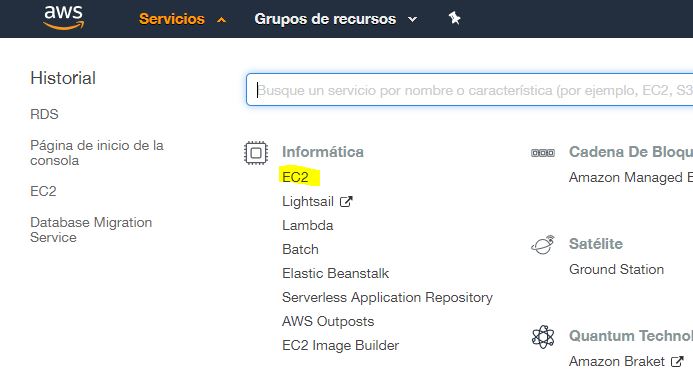 aws
Servicios
Grupos de recursos
Historial
RDS
Página de inicio de la
consola
EC2
Database Migration
Service
Busque un servicio por nombre o característica (por ejemplo, EC2, S3
Informática
EC2
Lightsail
Lambda
Batch
Elastic Beanstalk
Serverless Application Repository
AWS Outposts
EC2 Image Builder
Cadena De Bloqu
Amazon Managed B
Satélite
Ground Station
Quantum Technol
Amazon Braket